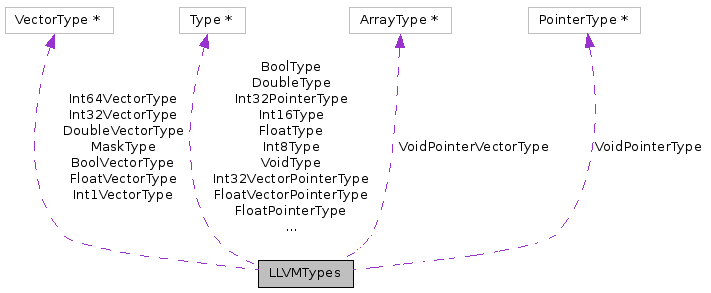 VectorType *
Type *
ArrayType *
PointerType *
Int64VectorType
Int32VectorType
DoubleVectorType
MaskType
BoolVectorType
FloatVectorType
Int1VectorType
BoolType
DoubleType
Int32PointerType
Int16Type
FloatType
Int8Type
VoidType
Int32VectorPointerType
FloatVectorPointerType
FloatPointerType
...
VoidPointerVectorType
VoidPointerType
LLVMTypes